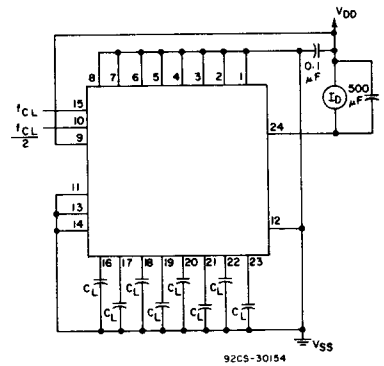 VDD
8 7 6 5 4 3 2 1
0.1
µF
500
µF
ID
fCL
15
fCL
2
10
9
24
11
13
14
12
16 17 18 19 20 21 22 23
CL CL CL CL CL CL CL CL
VSS
92CS-30154